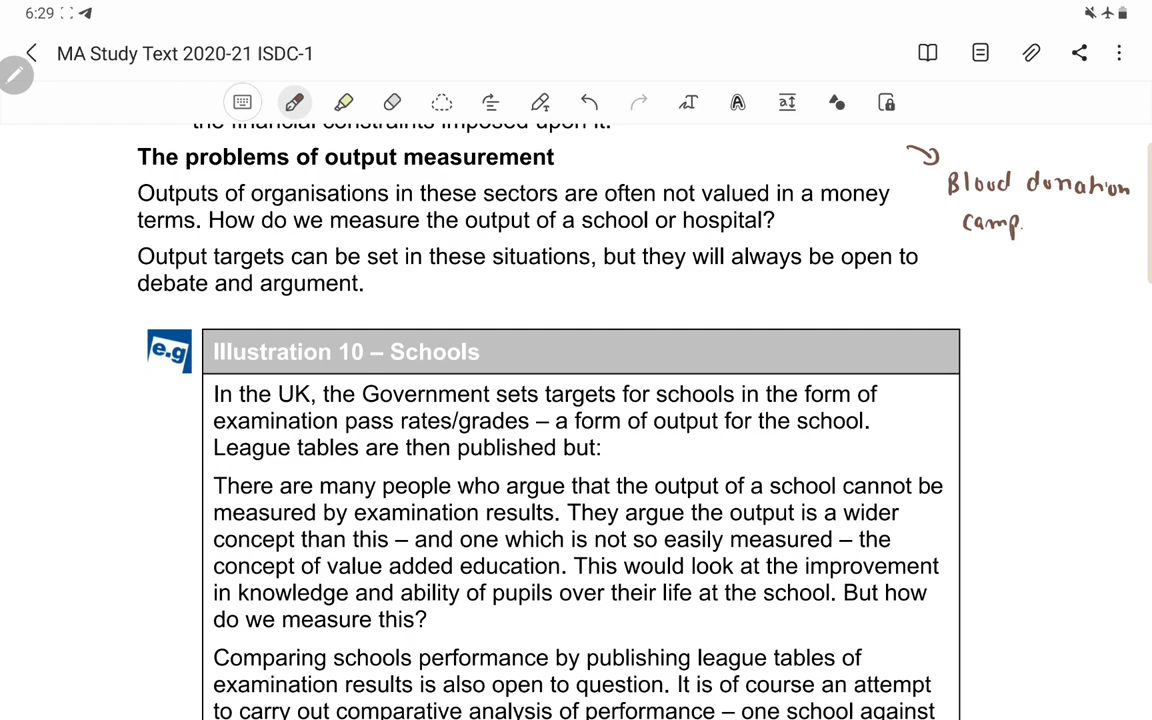 6:29
MA Study Text 2020-21 ISDC-1
the financial constraints imposed upon it.
The problems of output measurement
Outputs of organisations in these sectors are often not valued in a money
terms. How do we measure the output of a school or hospital?
Output targets can be set in these situations, but they will always be open to
debate and argument.
Blood donation
camp.
e.g
Illustration 10 – Schools
In the UK, the Government sets targets for schools in the form of
examination pass rates/grades – a form of output for the school.
League tables are then published but:
There are many people who argue that the output of a school cannot be
measured by examination results. They argue the output is a wider
concept than this – and one which is not so easily measured – the
concept of value added education. This would look at the improvement
in knowledge and ability of pupils over their life at the school. But how
do we measure this?
Comparing schools performance by publishing league tables of
examination results is also open to question. It is of course an attempt
to carry out comparative analysis of performance – one school against